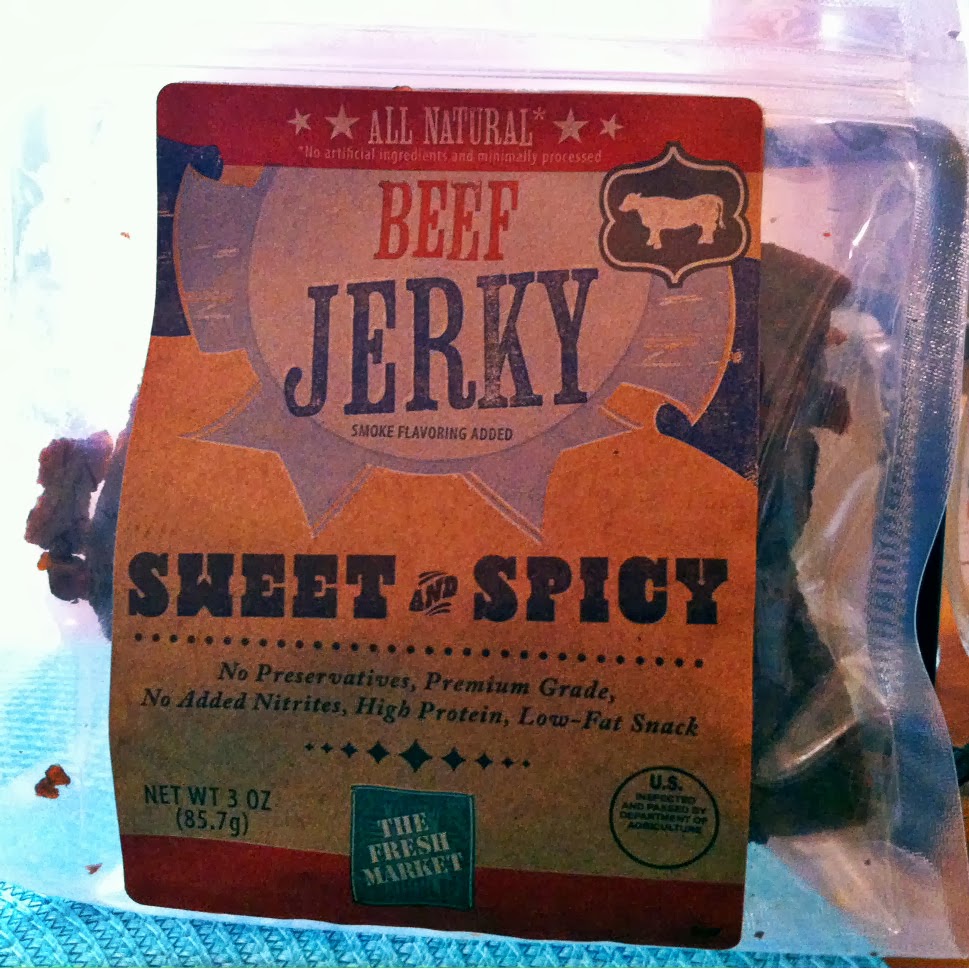 ALL NATURAL*
*No artificial ingredients and minimally processed
BEEF
JERKY
SMOKE FLAVORING ADDED
SWEET AND SPICY
No Preservatives, Premium Grade,
No Added Nitrites, High Protein, Low-Fat Snack
NET WT 3 OZ
(85.7g)
THE
FRESH
MARKET
U.S.
INSPECTED
AND PASSED BY
DEPARTMENT OF
AGRICULTURE